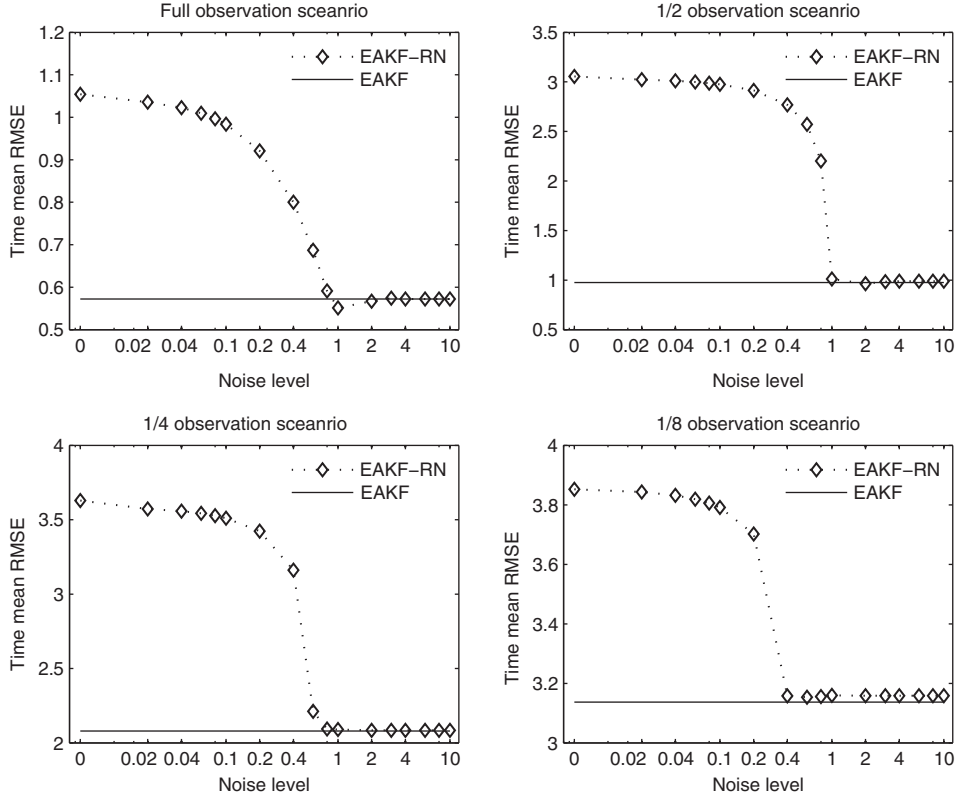 Full observation sceanrio
1.2
1.1
1
0.9
0.8
0.7
0.6
0.5
Time mean RMSE
EAKF−RN
EAKF
0 0.02 0.04 0.1 0.2 0.4 1 2 4 10
Noise level
1/2 observation sceanrio
3.5
3
2.5
2
1.5
1
0.5
Time mean RMSE
EAKF−RN
EAKF
0 0.02 0.04 0.1 0.2 0.4 1 2 4 10
Noise level
1/4 observation sceanrio
4
3.5
3
2.5
2
Time mean RMSE
EAKF−RN
EAKF
0 0.02 0.04 0.1 0.2 0.4 1 2 4 10
Noise level
1/8 observation sceanrio
4
3.8
3.6
3.4
3.2
3
Time mean RMSE
EAKF−RN
EAKF
0 0.02 0.04 0.1 0.2 0.4 1 2 4 10
Noise level